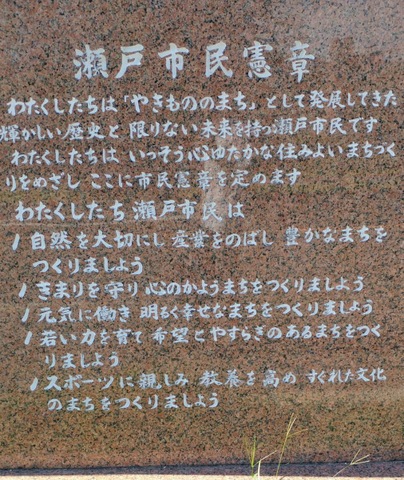 瀬戸市民憲章
わたくしたちは「やきもののまち」として発展してきた
輝かしい歴史と 限りない未来を持つ瀬戸市民です
わたくしたちは いっそう心ゆたかな住みよいまちづく
りをめざし ここに市民憲章を定めます
わたくしたち 瀬戸市民 は
1 自然を大切にし 産業をのばし 豊かなまちを
つくりましよう
1 きまりを守り 心のかようまちをつくりましよう
1 元気に働き 明るく幸せなまちをつくりましよう
1 若い力を育て 希望とやすらぎのあるまちをつく
りましよう
1 スポーツに親しみ 教養を高め すぐれた文化
のまちをつくりましよう